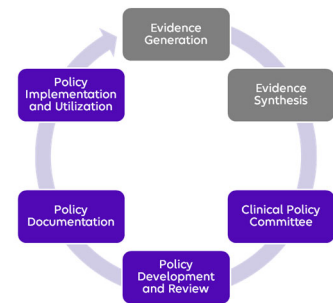 Evidence
Generation
Evidence
Synthesis
Clinical Policy
Committee
Policy
Development
and Review
Policy
Documentation
Policy
Implementation
and Utilization